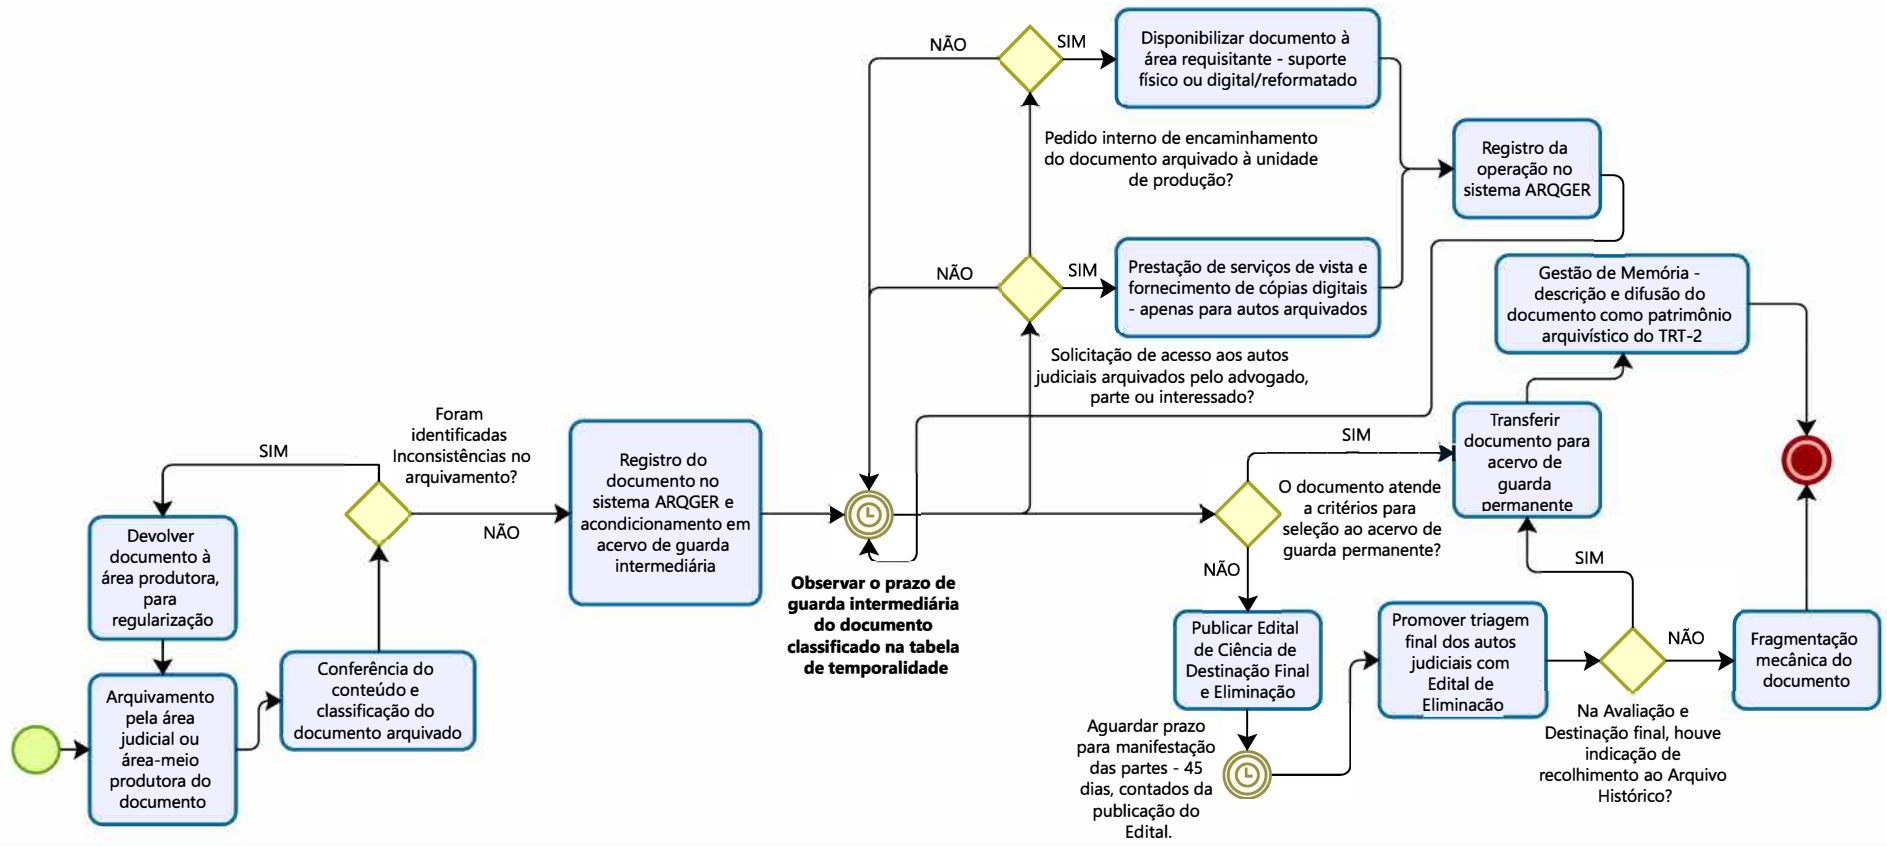 NÃO
SIM
Disponibilizar documento à
área requisitante - suporte
físico ou digital/reformatado
Pedido interno de encaminhamento
do documento arquivado à unidade
de produção?
Registro da
operação no
sistema ARQGER
NÃO
SIM
Prestação de serviços de vista e
fornecimento de cópias digitais
- apenas para autos arquivados
Gestão de Memória -
descrição e difusão do
documento como patrimônio
arquivístico do TRT-2
Solicitação de acesso aos autos
judiciais arquivados pelo advogado,
parte ou interessado?
Foram
identificadas
Inconsistências no
arquivamento?
SIM
NÃO
Registro do
documento no
sistema ARQGER e
acondicionamento em
acervo de guarda
intermediária
SIM
Transferir
documento para
acervo de
guarda
permanente
O documento atende
a critérios para
seleção ao acervo de
guarda permanente?
Devolver
documento à
área produtora,
para
regularização
NÃO
SIM
Observar o prazo de
guarda intermediária
do documento
classificado na tabela
de temporalidade
Publicar Edital
de Ciência de
Destinação Final
e Eliminação
Promover triagem
final dos autos
judiciais com
Edital de
Eliminacão
NÃO
Fragmentação
mecânica do
documento
Conferência do
conteúdo e
classificação do
documento arquivado
Arquivamento
pela área
judicial ou
área-meio
produtora do
documento
Aguardar prazo
para manifestação
das partes - 45
dias, contados da
publicação do
Edital.
Na Avaliação e
Destinação final, houve
indicação de
recolhimento ao Arquivo
Histórico?